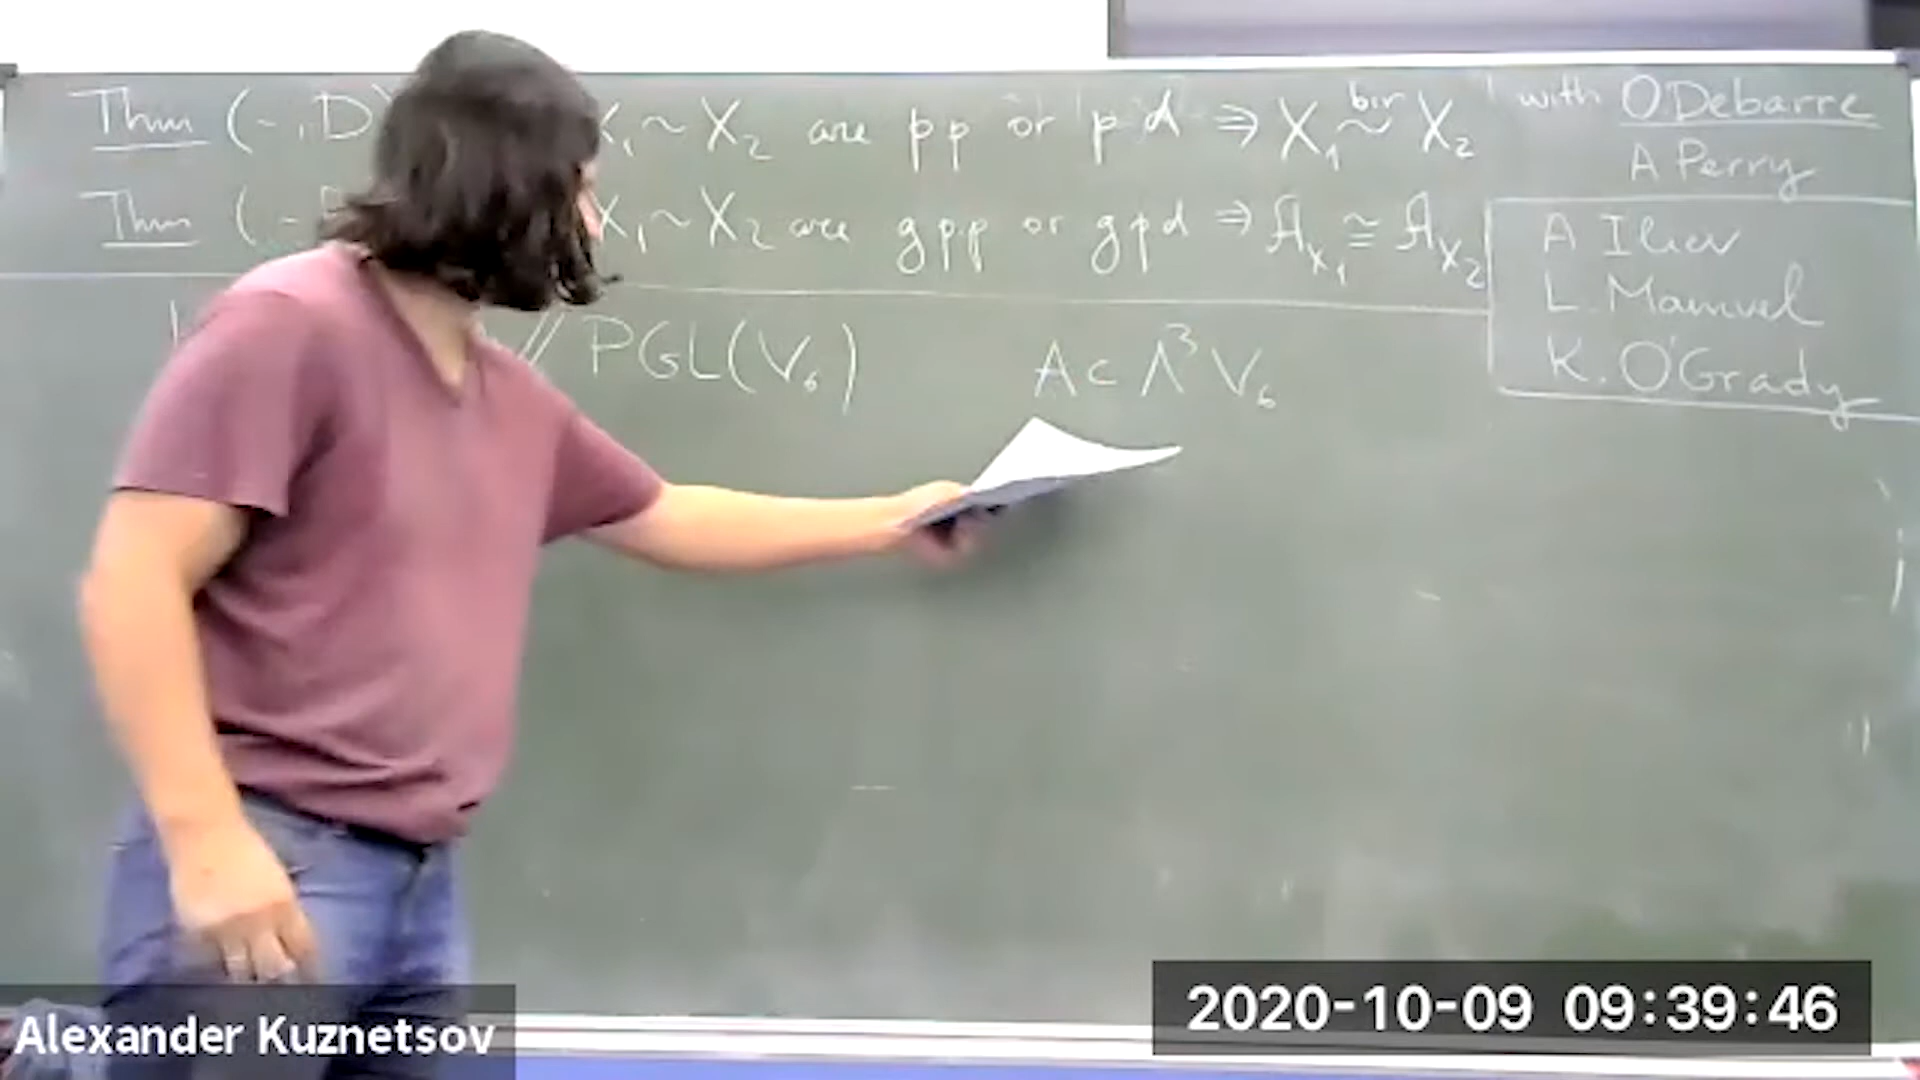 Thm (-,D) X₁~X₂ are pp or pd ⇒ X₁ ~ᵇⁱʳ X₂
with O.Debarre
A Perry
Thm (- X₁~X₂ are gpp or gpd ⇒ 𝒜_X₁ ≅ 𝒜_X₂
A Iliev
L. Manivel
K. O'Grady
// PGL(V₆) A ⊂ Λ³V₆
Alexander Kuznetsov
2020-10-09 09:39:46